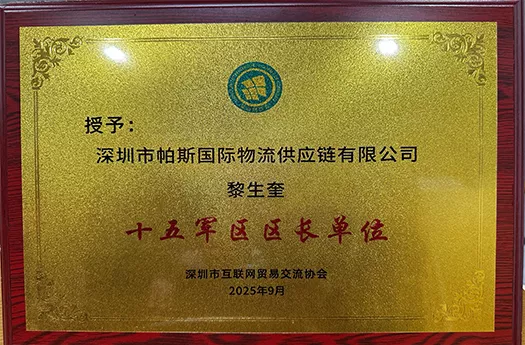 授予：
深圳市帕斯国际物流供应链有限公司
黎生奎
十五军区区长单位
深圳市互联网贸易交流协会
2025年9月